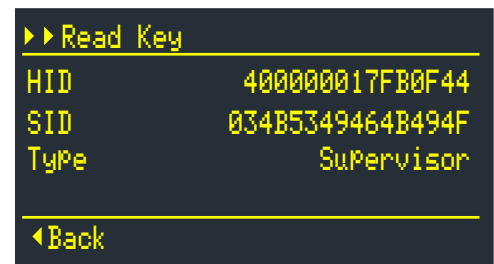 Read Key
HID 400000017FB0F44
SID 034B5349464B494F
Type Supervisor
Back